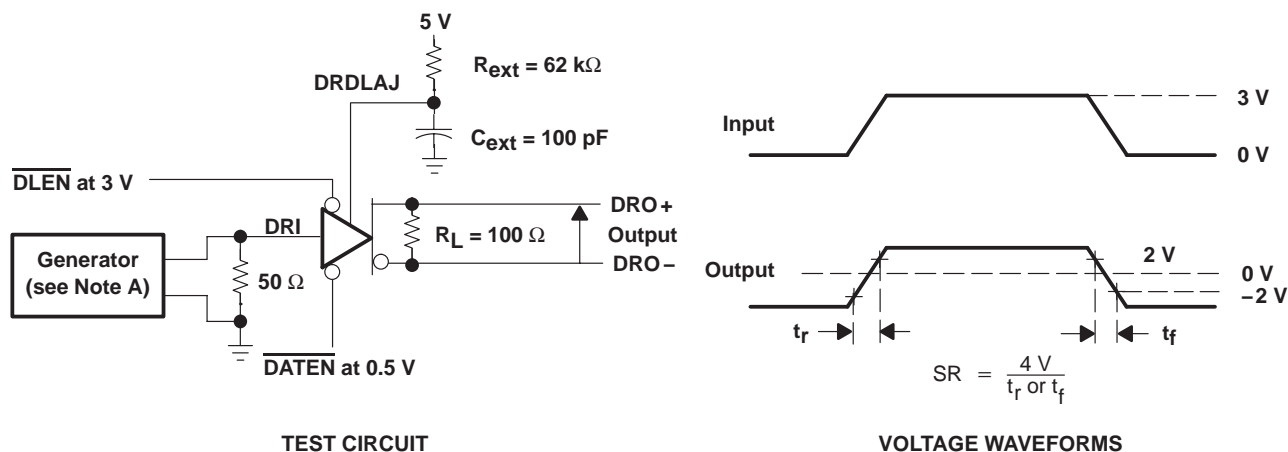 5 V
Rext = 62 kΩ
DRDLAJ
Cext = 100 pF
DLEN at 3 V
DRI
DRO+
RL = 100 Ω
Output
DRO–
Generator
(see Note A)
50 Ω
DATEN at 0.5 V
TEST CIRCUIT
3 V
Input
0 V
2 V
Output
0 V
–2 V
tr
tf
SR = 4 V
tr or tf
VOLTAGE WAVEFORMS